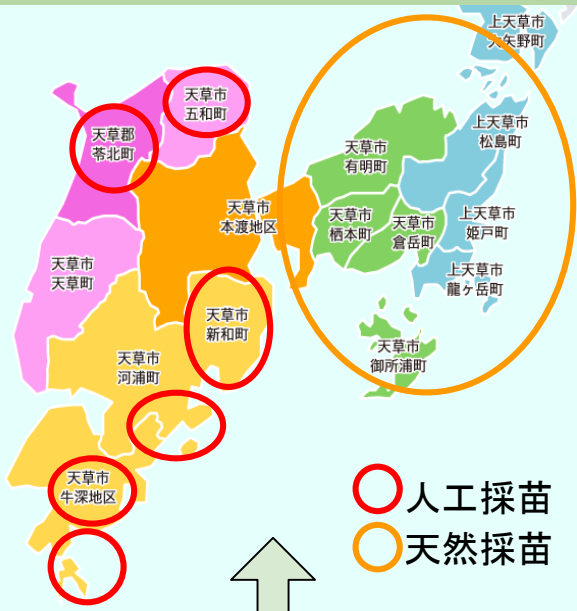 上天草市
大矢野町
天草市
五和町
天草郡
苓北町
上天草市
松島町
天草市
有明町
天草市
本渡地区
天草市
栖本町
天草市
倉岳町
上天草市
姫戸町
天草市
天草町
上天草市
龍ヶ岳町
天草市
新和町
天草市
河浦町
天草市
御所浦町
天草市
牛深地区
人工採苗
天然採苗